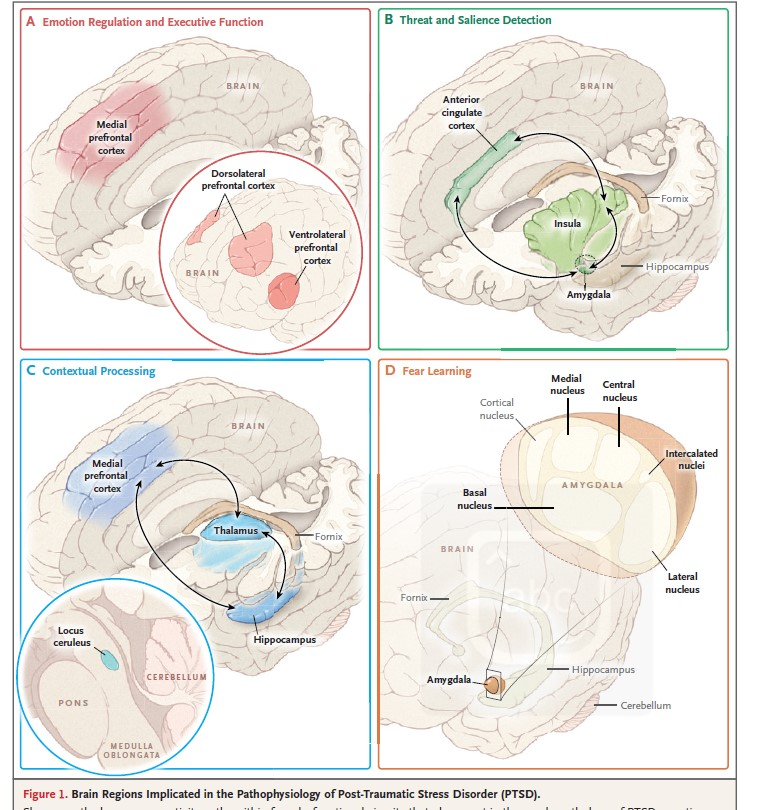 A Emotion Regulation and Executive Function
BRAIN
Medial
prefrontal
cortex
Dorsolateral
prefrontal cortex
Ventrolateral
prefrontal
cortex
BRAIN
B Threat and Salience Detection
BRAIN
Anterior
cingulate
cortex
Fornix
Insula
Hippocampus
Amygdala
C Contextual Processing
BRAIN
Medial
prefrontal
cortex
Thalamus
Fornix
Hippocampus
Locus
ceruleus
CEREBELLUM
PONS
MEDULLA
OBLONGATA
D Fear Learning
Medial
nucleus
Central
nucleus
Cortical
nucleus
Intercalated
nuclei
AMYGDALA
Basal
nucleus
BRAIN
Lateral
nucleus
Fornix
abc
Hippocampus
Amygdala
Cerebellum
Figure 1. Brain Regions Implicated in the Pathophysiology of Post-Traumatic Stress Disorder (PTSD).